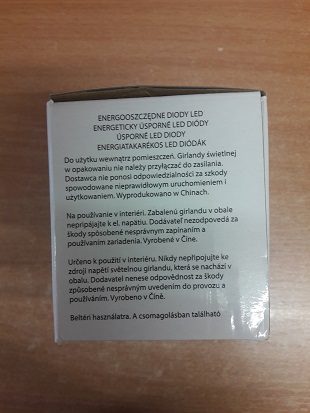 ENERGOOSZCZĘDNE DIODY LED
ENERGETICKY ÚSPORNÉ LED DIÓDY
ÚSPORNÉ LED DIODY
ENERGIATAKARÉKOS LED DIÓDÁK
Do użytku wewnątrz pomieszczeń. Girlandy świetlnej
w opakowaniu nie należy przyłączać do zasilania.
Dostawca nie ponosi odpowiedzialności za szkody
spowodowane nieprawidłowym uruchomieniem i
użytkowaniem. Wyprodukowano w Chinach.
Na používanie v interiéri. Zabalenú girlandu v obale
nepripájajte k el. napätiu. Dodávateľ nezodpovedá za
škody spôsobené nesprávnym zapínaním a
používaním zariadenia. Vyrobené v Číne.
Určeno k použití v interiéru. Nikdy nepřipojujte ke
zdroji napětí světelnou girlandu, která se nachází v
obalu. Dodavatel nenese odpovědnost za škody
způsobené nesprávným uvedením do provozu a
používáním. Vyrobeno v Číně.
Beltéri használatra. A csomagolásban található